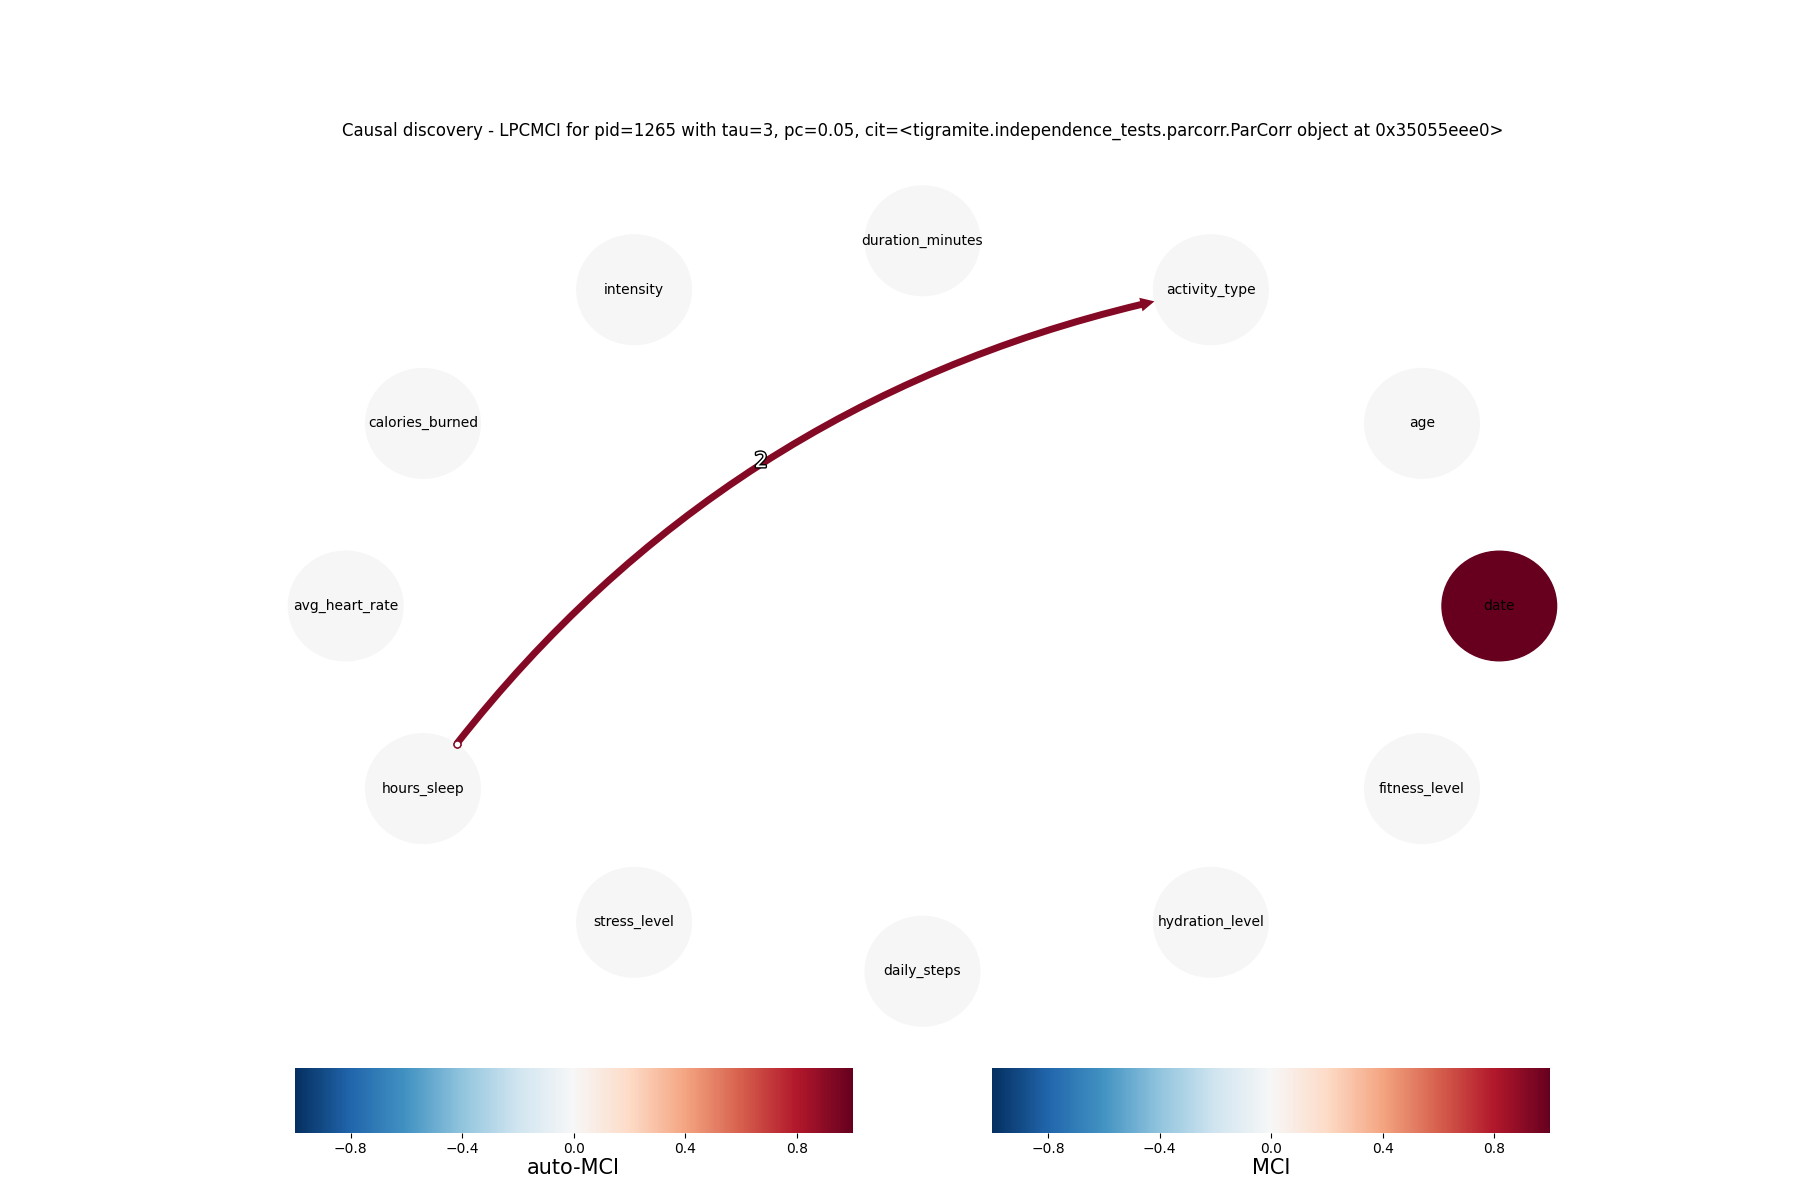 Causal discovery - LPCMCI for pid=1265 with tau=3, pc=0.05, cit=<tigramite.independence_tests.parcorr.ParCorr object at 0x35055eee0>
duration_minutes
intensity
activity_type
calories_burned
age
2
avg_heart_rate
date
hours_sleep
fitness_level
stress_level
hydration_level
daily_steps
−0.8 −0.4 0.0 0.4 0.8
auto-MCI
−0.8 −0.4 0.0 0.4 0.8
MCI